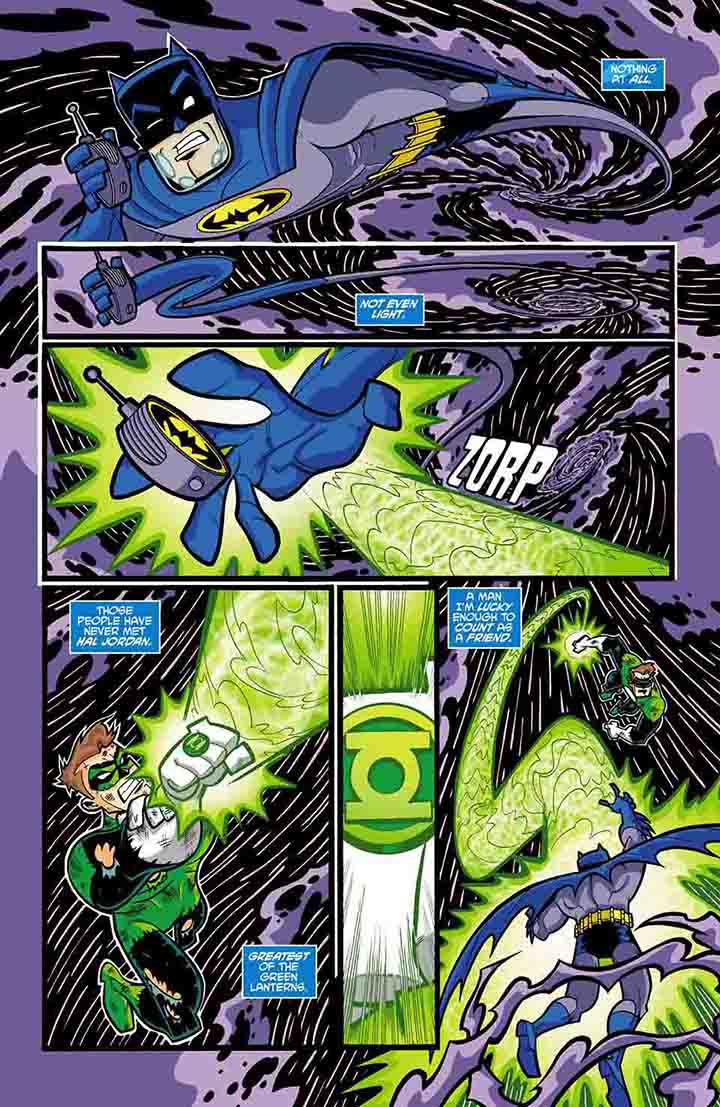 NOTHING
AT ALL.
NOT EVEN
LIGHT.
ZORP
THOSE
PEOPLE HAVE
NEVER MET
HAL JORDAN.
GREATEST
OF THE
GREEN
LANTERNS.
A MAN
I'M LUCKY
ENOUGH TO
COUNT AS
A FRIEND.